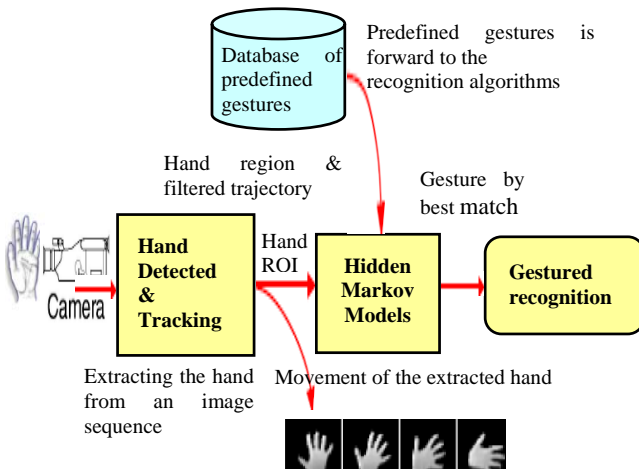 Database of
predefined
gestures
Predefined gestures is
forward to the
recognition algorithms
Hand region &
filtered trajectory
Gesture by
best match
Camera
Hand
Detected
&
Tracking
Hand
ROI
Hidden
Markov
Models
Gestured
recognition
Extracting the hand
from an image
sequence
Movement of the extracted hand